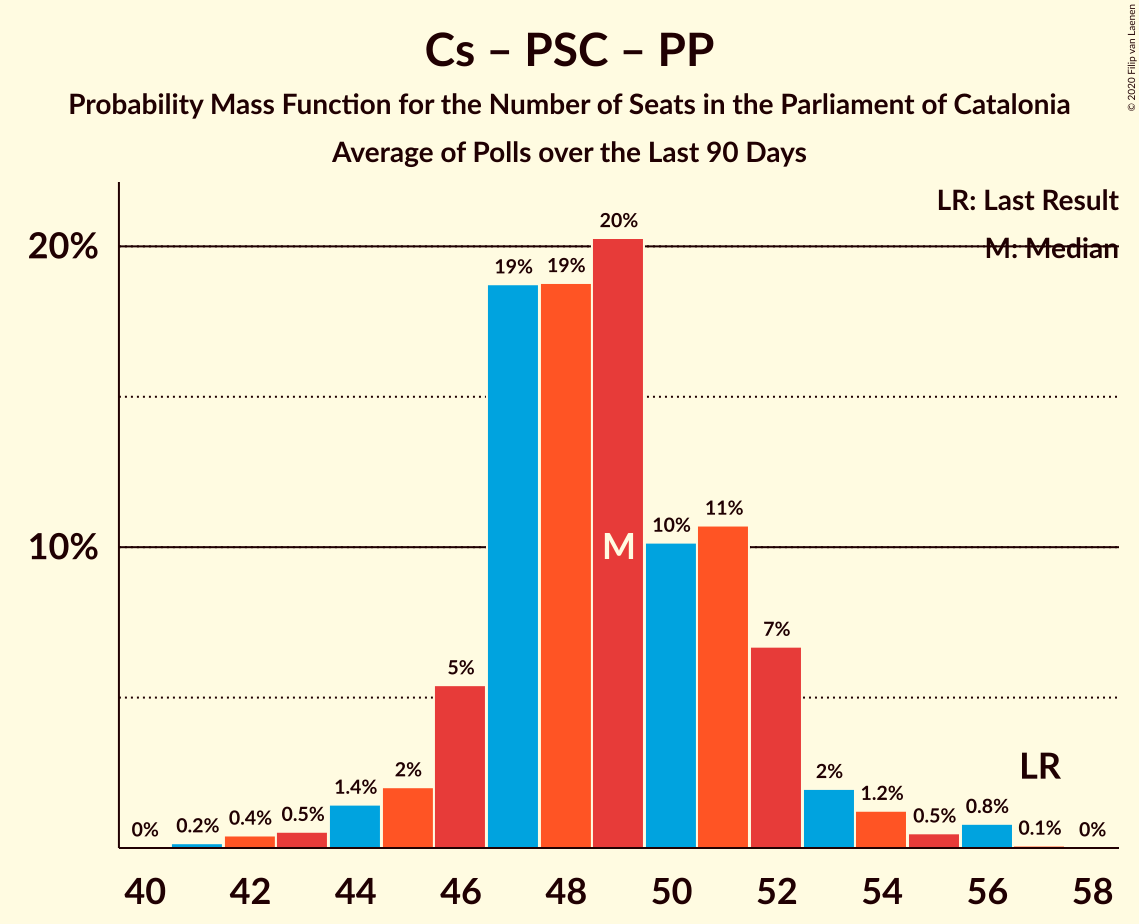 © 2020 Filip van Laenen
Cs – PSC – PP
Probability Mass Function for the Number of Seats in the Parliament of Catalonia
Average of Polls over the Last 90 Days
LR: Last Result
M: Median
20%
10%
0%
0.2%
0.4%
0.5%
1.4%
2%
5%
19%
19%
20%
10%
11%
7%
2%
1.2%
0.5%
0.8%
0.1%
0%
M
LR
40 42 44 46 48 50 52 54 56 58